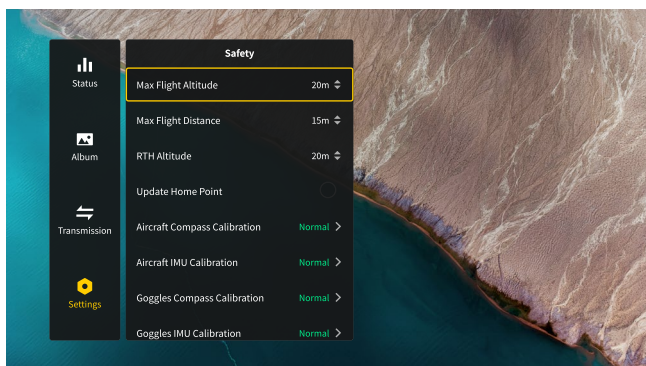 Safety
Status
Max Flight Altitude 20m
Max Flight Distance 15m
Album
RTH Altitude 20m
Update Home Point
Transmission
Aircraft Compass Calibration Normal
Aircraft IMU Calibration Normal
Settings
Goggles Compass Calibration Normal
Goggles IMU Calibration Normal